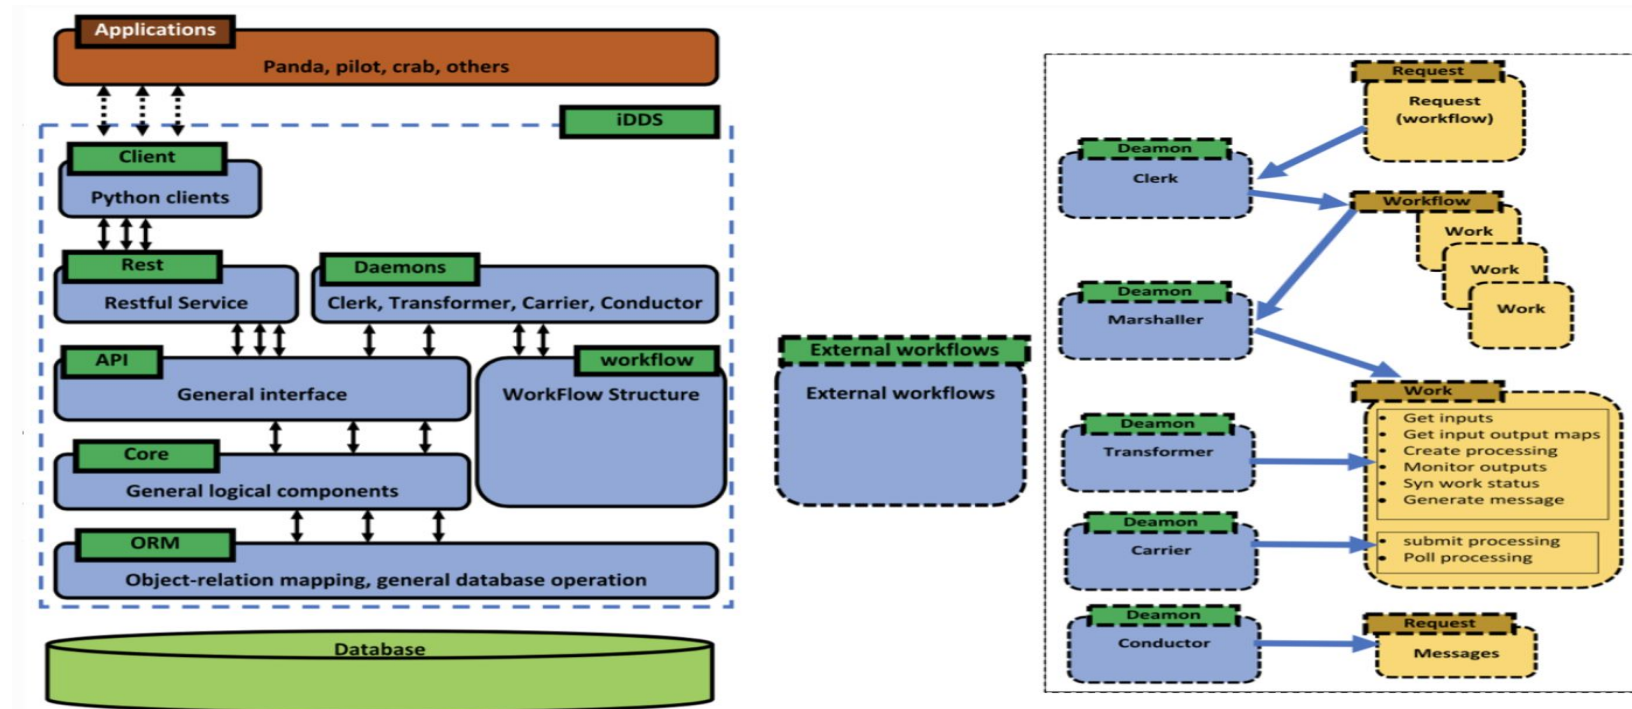 Applications
Panda, pilot, crab, others
iDDS
Client
Python clients
Rest
Restful Service
Daemons
Clerk, Transformer, Carrier, Conductor
API
General interface
workflow
WorkFlow Structure
Core
General logical components
ORM
Object-relation mapping, general database operation
Database
External workflows
External workflows
Request
Request
(workflow)
Deamon
Clerk
Workflow
Work
Work
Work
Deamon
Marshaller
Work
• Get inputs
• Get input output maps
• Create processing
• Monitor outputs
• Syn work status
• Generate message
Deamon
Transformer
• submit processing
• Poll processing
Deamon
Carrier
Deamon
Conductor
Request
Messages